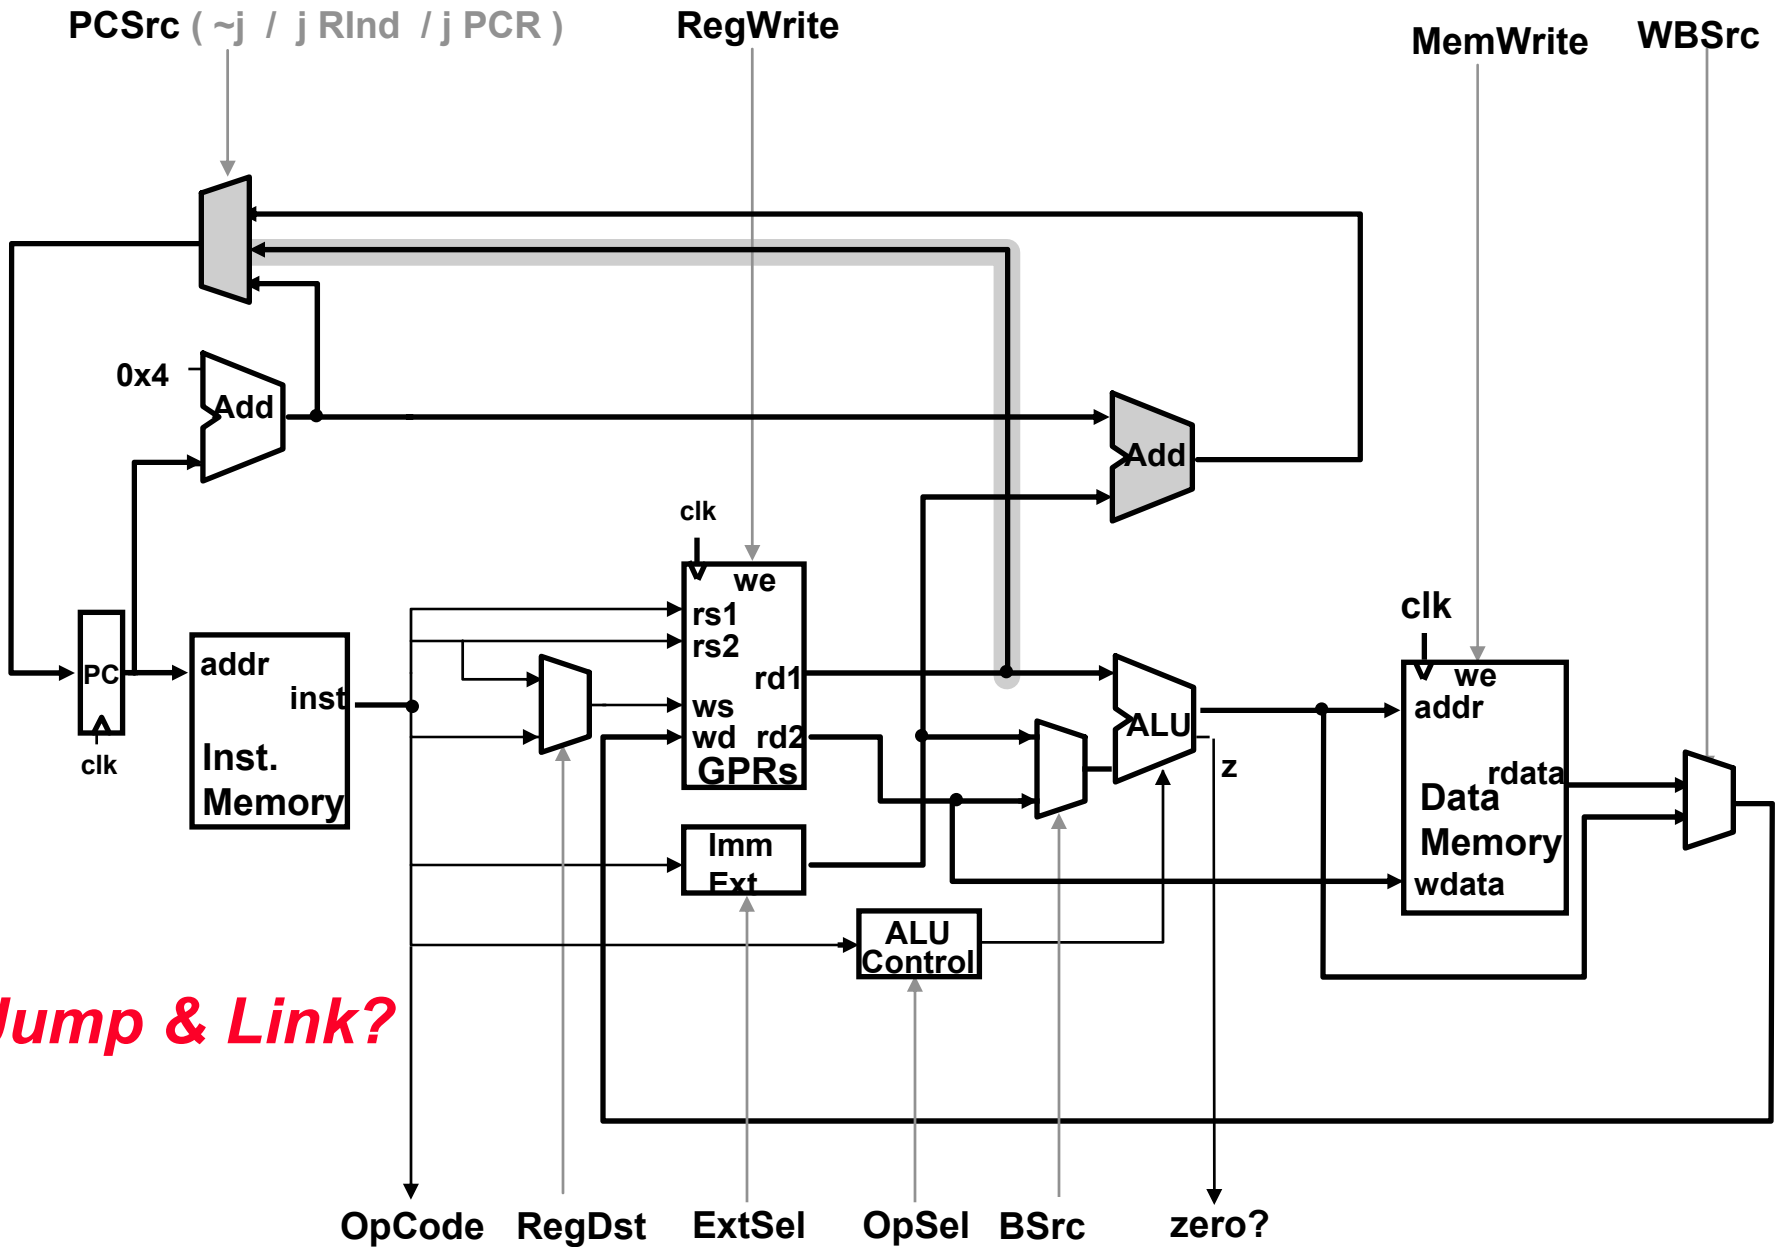 PCSrc ( ~j / j RInd / j PCR )
RegWrite
MemWrite
WBSrc
0x4
Add
Add
clk
we
rs1
rs2
rd1
ws
wd rd2
GPRs
clk
we
addr
rdata
Data
Memory
wdata
PC
clk
addr
inst
Inst.
Memory
ALU
z
Imm
Ext
ALU
Control
Jump & Link?
OpCode
RegDst
ExtSel
OpSel
BSrc
zero?